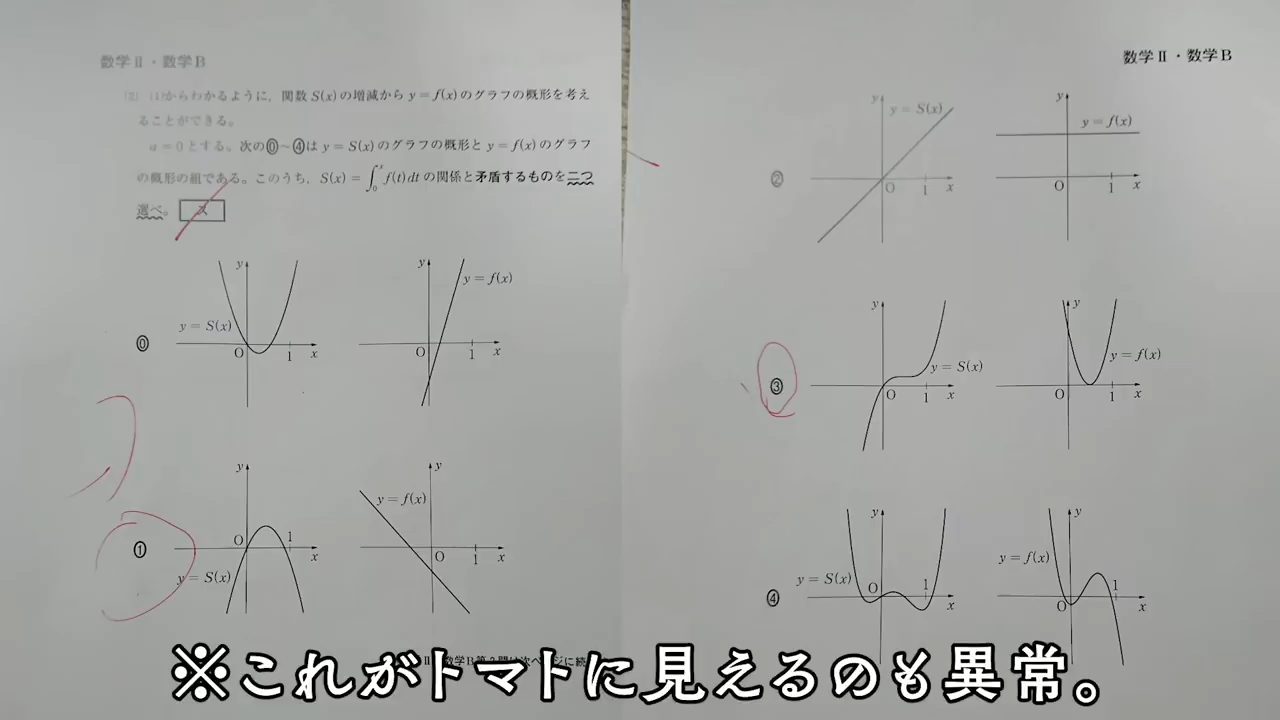 数学Ⅱ・数学B
(2) (1)からわかるように,関数 S(x) の増減から y = f(x) のグラフの概形を考え
ることができる。
a = 0 とする。次の⓪~④は y = S(x) のグラフの概形と y = f(x) のグラフ
の概形の組である。このうち,S(x) = ∫₀ˣ f(t)dt の関係と矛盾するものを二つ
選べ。 ス
⓪
y
y = S(x)
O
1
x
y
y = f(x)
O
1
x
①
y
y = S(x)
O
1
x
y
y = f(x)
O
1
x
数学Ⅱ・数学B
②
y
y = S(x)
O
1
x
y
y = f(x)
O
1
x
③
y
y = S(x)
O
1
x
y
y = f(x)
O
1
x
④
y
y = S(x)
O
1
x
y
y = f(x)
O
1
x
※これがトマトに見えるのも異常。